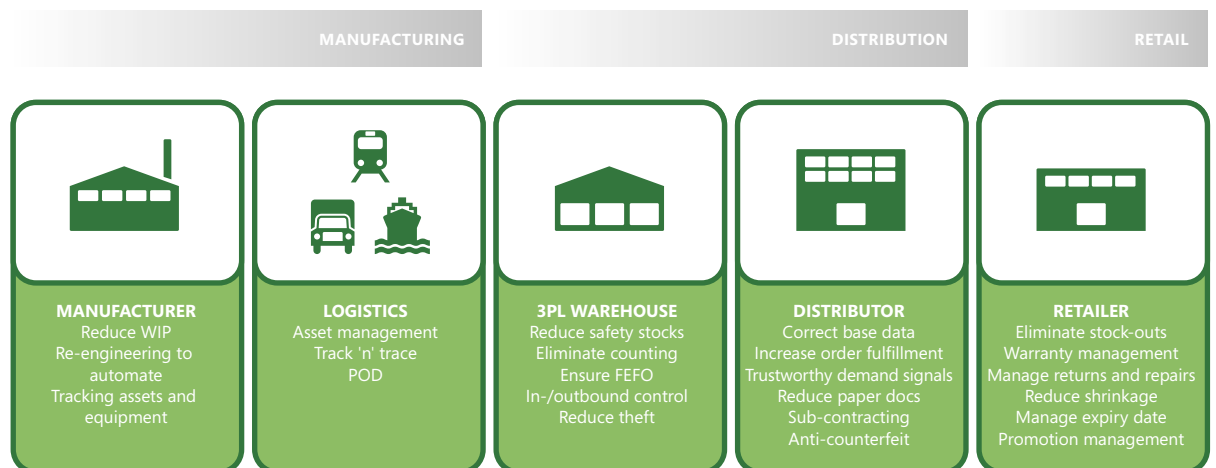 MANUFACTURING
DISTRIBUTION
RETAIL
MANUFACTURER
Reduce WIP
Re-engineering to
automate
Tracking assets and
equipment
LOGISTICS
Asset management
Track 'n' trace
POD
3PL WAREHOUSE
Reduce safety stocks
Eliminate counting
Ensure FEFO
In-/outbound control
Reduce theft
DISTRIBUTOR
Correct base data
Increase order fulfillment
Trustworthy demand signals
Reduce paper docs
Sub-contracting
Anti-counterfeit
RETAILER
Eliminate stock-outs
Warranty management
Manage returns and repairs
Reduce shrinkage
Manage expiry date
Promotion management